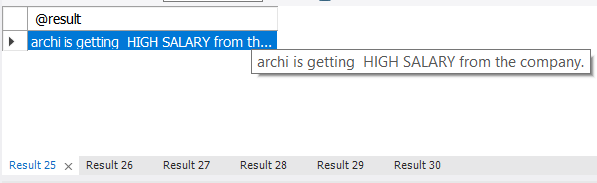 @result
archi is getting  HIGH SALARY from th...
archi is getting  HIGH SALARY from the company.
Result 25 × Result 26 Result 27 Result 28 Result 29 Result 30